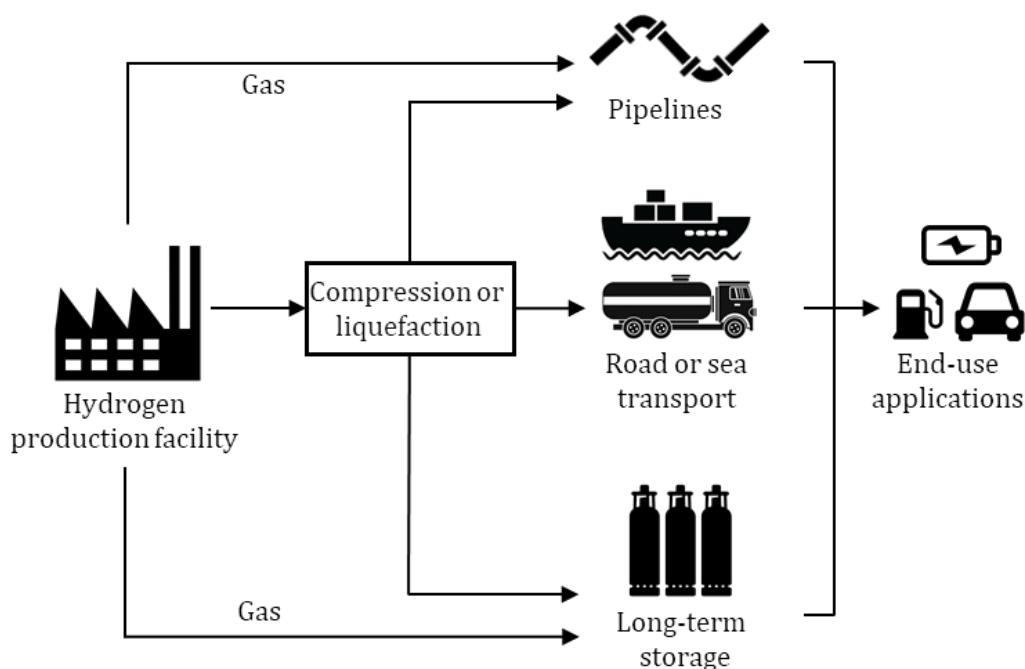 Gas
Pipelines
Compression or
liquefaction
Hydrogen
production facility
Road or sea
transport
End-use
applications
Gas
Long-term
storage